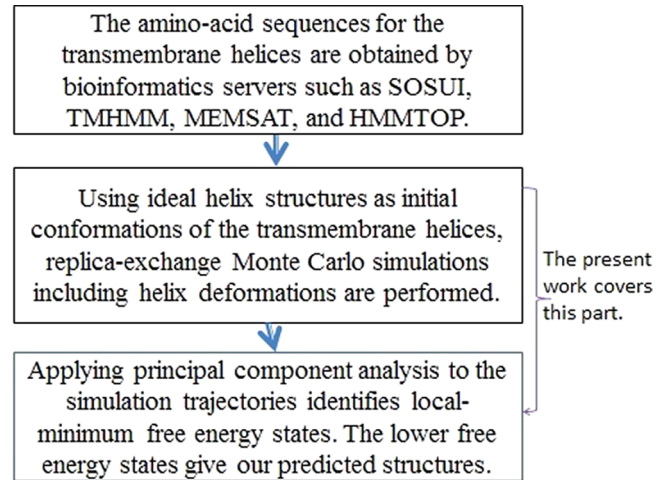 The amino-acid sequences for the
transmembrane helices are obtained by
bioinformatics servers such as SOSUI,
TMHMM, MEMSAT, and HMMTOP.
Using ideal helix structures as initial
conformations of the transmembrane helices,
replica-exchange Monte Carlo simulations
including helix deformations are performed.
The present
work covers
this part.
Applying principal component analysis to the
simulation trajectories identifies local-
minimum free energy states. The lower free
energy states give our predicted structures.